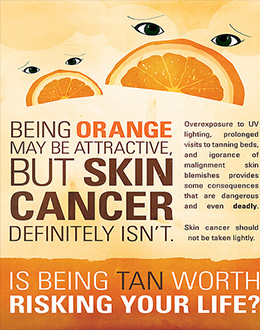 BEING ORANGE
MAY BE ATTRACTIVE,
BUT SKIN
CANCER
DEFINITELY ISN'T.
Overexposure to UV
lighting, prolonged
visits to tanning beds,
and igorance of
malignment skin
blemishes provides
some consequences
that are dangerous
and even deadly.
Skin cancer should
not be taken lightly.
IS BEING TAN WORTH
RISKING YOUR LIFE?